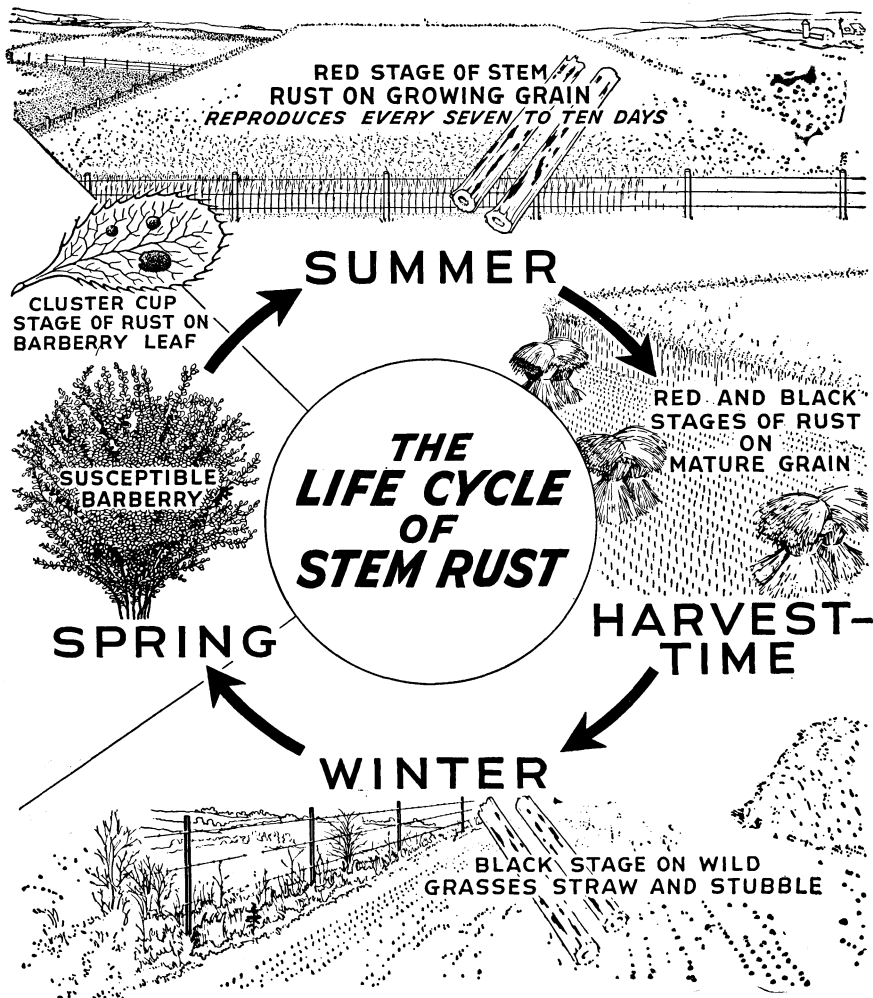 RED STAGE OF STEM
RUST ON GROWING GRAIN
REPRODUCES EVERY SEVEN TO TEN DAYS
SUMMER
CLUSTER CUP
STAGE OF RUST ON
BARBERRY LEAF
RED AND BLACK
STAGES OF RUST
ON
MATURE GRAIN
THE
LIFE CYCLE
OF
STEM RUST
SUSCEPTIBLE
BARBERRY
SPRING
HARVEST-
TIME
WINTER
BLACK STAGE ON WILD
GRASSES STRAW AND STUBBLE